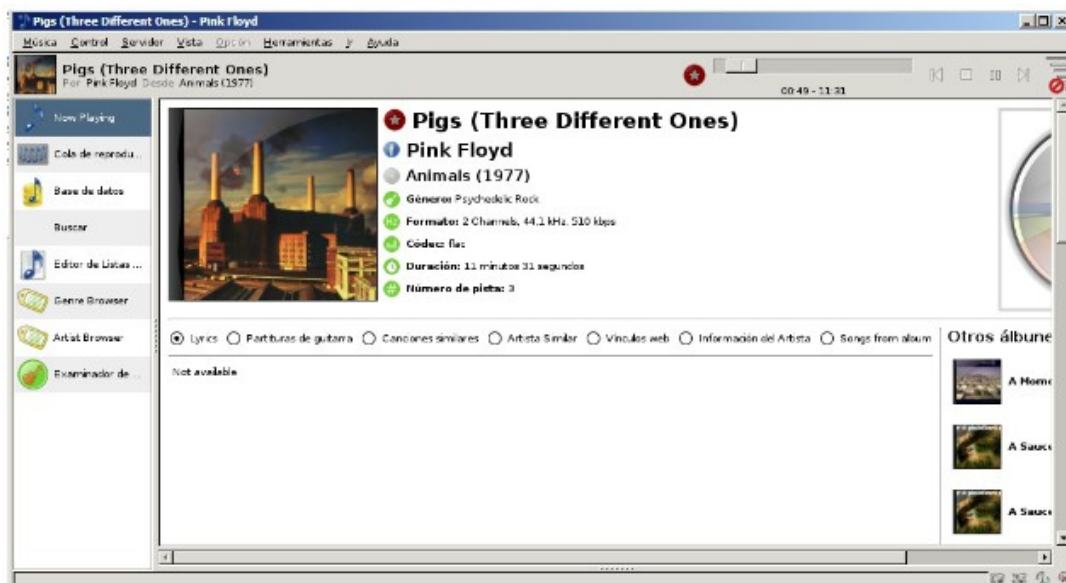 Pigs (Three Different Ones) - Pink Floyd
Música Control Servidor Vista Opción Herramientas Ir Ayuda
Pigs (Three Different Ones)
Por Pink Floyd Desde Animals (1977)
00:49 - 11:31
Now Playing
Cola de reprodu...
Base de datos
Buscar
Editor de Listas ...
Genre Browser
Artist Browser
Examinador de ...
Pigs (Three Different Ones)
Pink Floyd
Animals (1977)
Género: Psychedelic Rock
Formato: 2 Channels, 44.1 kHz, 510 kbps
Códec: flac
Duración: 11 minutos 31 segundos
Número de pista: 3
Lyrics Partituras de guitarra Canciones similares Artista Similar Vínculos web Información del Artista Songs from album
Not available
Otros álbune
A Mome
A Sauce
A Sauce